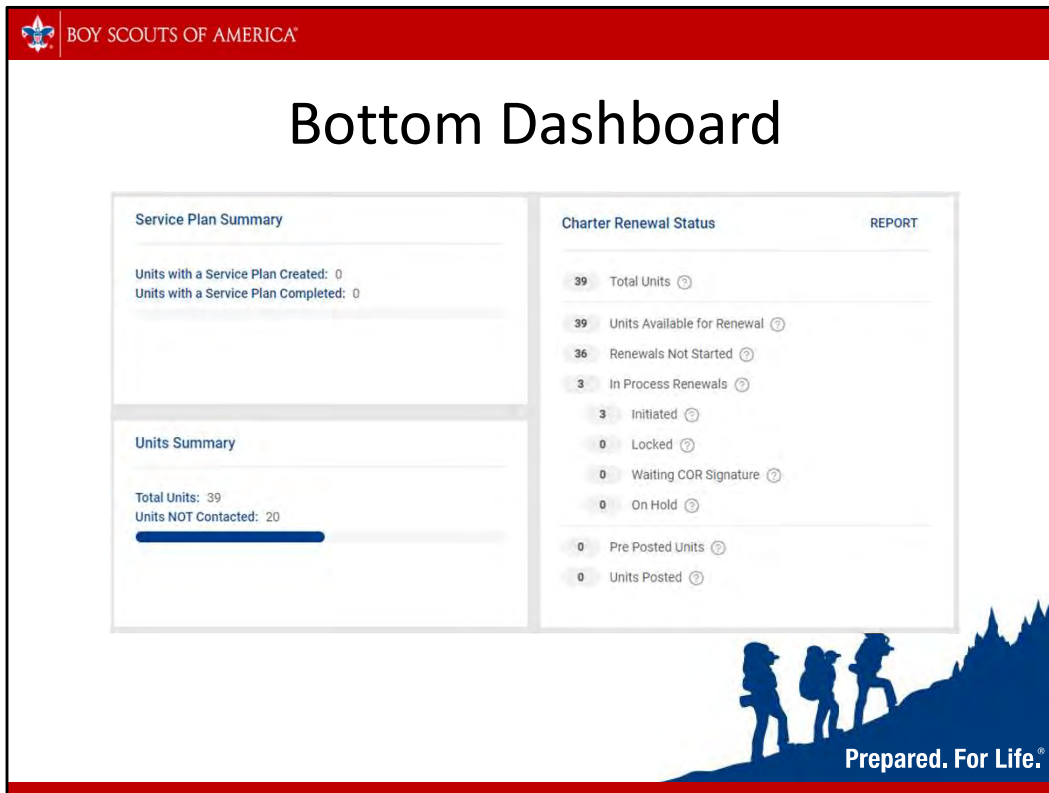 BOY SCOUTS OF AMERICA®
Bottom Dashboard
Service Plan Summary
Units with a Service Plan Created: 0
Units with a Service Plan Completed: 0
Units Summary
Total Units: 39
Units NOT Contacted: 20
Charter Renewal Status REPORT
39 Total Units ?
39 Units Available for Renewal ?
36 Renewals Not Started ?
3 In Process Renewals ?
3 Initiated ?
0 Locked ?
0 Waiting COR Signature ?
0 On Hold ?
0 Pre Posted Units ?
0 Units Posted ?
Prepared. For Life.®